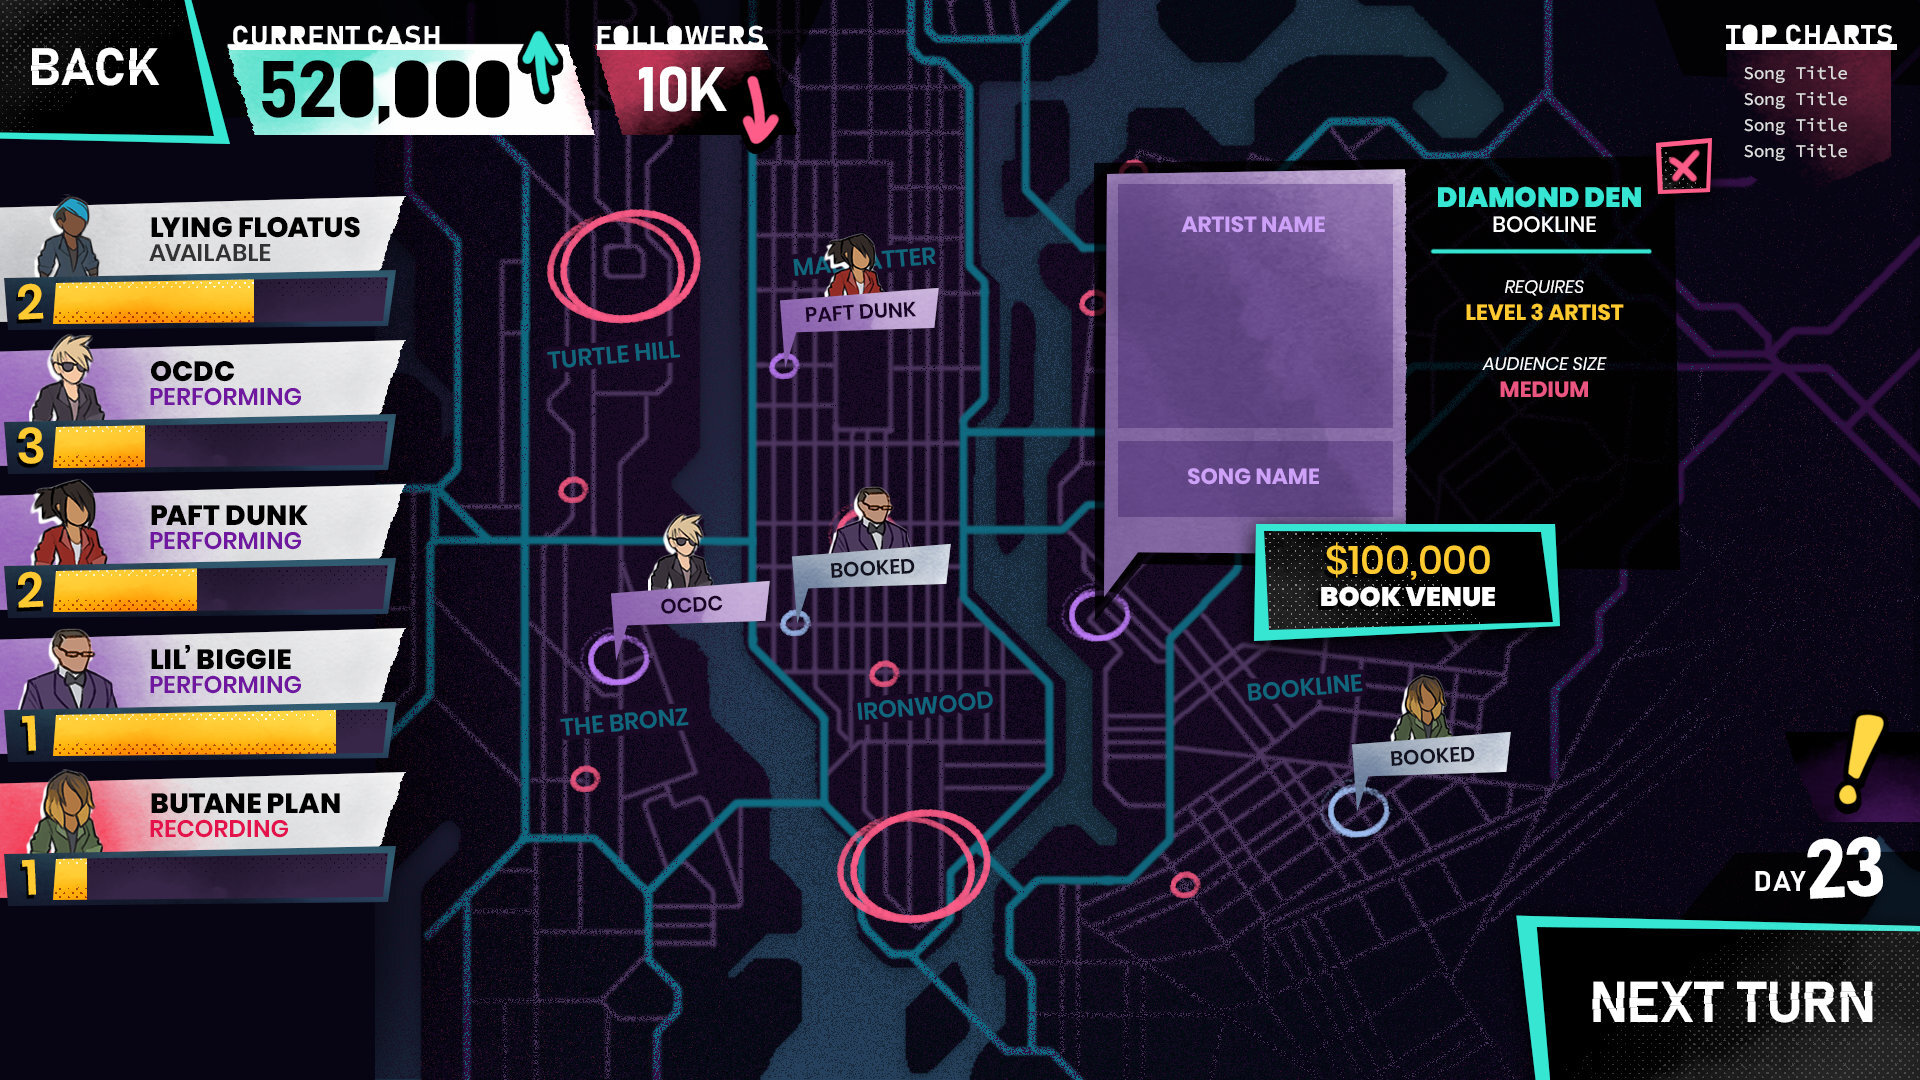 BACK
CURRENT CASH
520,000
FOLLOWERS
10K
TOP CHARTS
Song Title
Song Title
Song Title
Song Title
LYING FLOATUS
AVAILABLE
2
OCDC
PERFORMING
3
PAFT DUNK
PERFORMING
2
LIL' BIGGIE
PERFORMING
1
BUTANE PLAN
RECORDING
1
TURTLE HILL
PAFT DUNK
OCDC
BOOKED
THE BRONZ
IRONWOOD
BOOKLINE
BOOKED
ARTIST NAME
SONG NAME
DIAMOND DEN
BOOKLINE
REQUIRES
LEVEL 3 ARTIST
AUDIENCE SIZE
MEDIUM
$100,000
BOOK VENUE
DAY 23
NEXT TURN